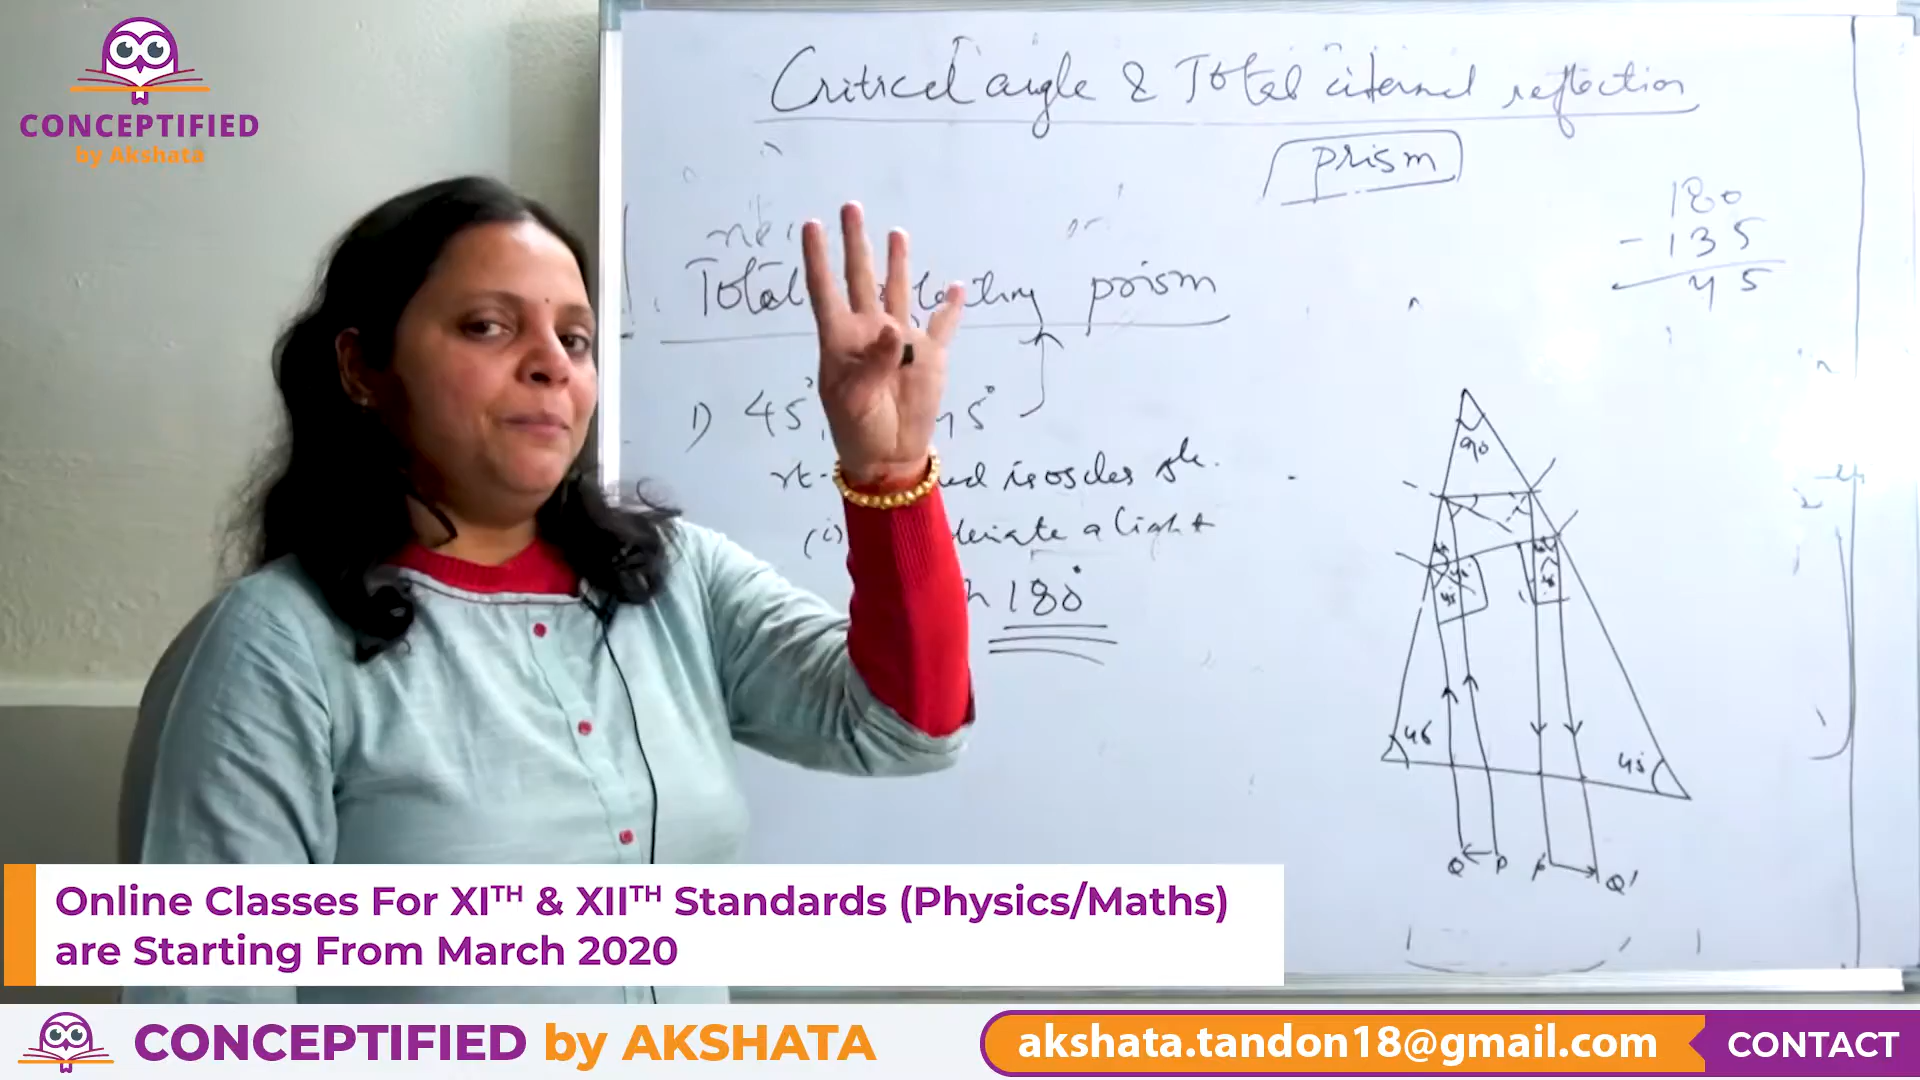 CONCEPTIFIED
by Akshata
Critical angle & Total internal reflection
prism
180
- 135
45
Total prism
1) 45° 45°
rt- isosceles
(i) deviate a light
180°
90
45
45
Q P P Q'
Online Classes For XITH & XIITH Standards (Physics/Maths)
are Starting From March 2020
CONCEPTIFIED by AKSHATA
akshata.tandon18@gmail.com
CONTACT